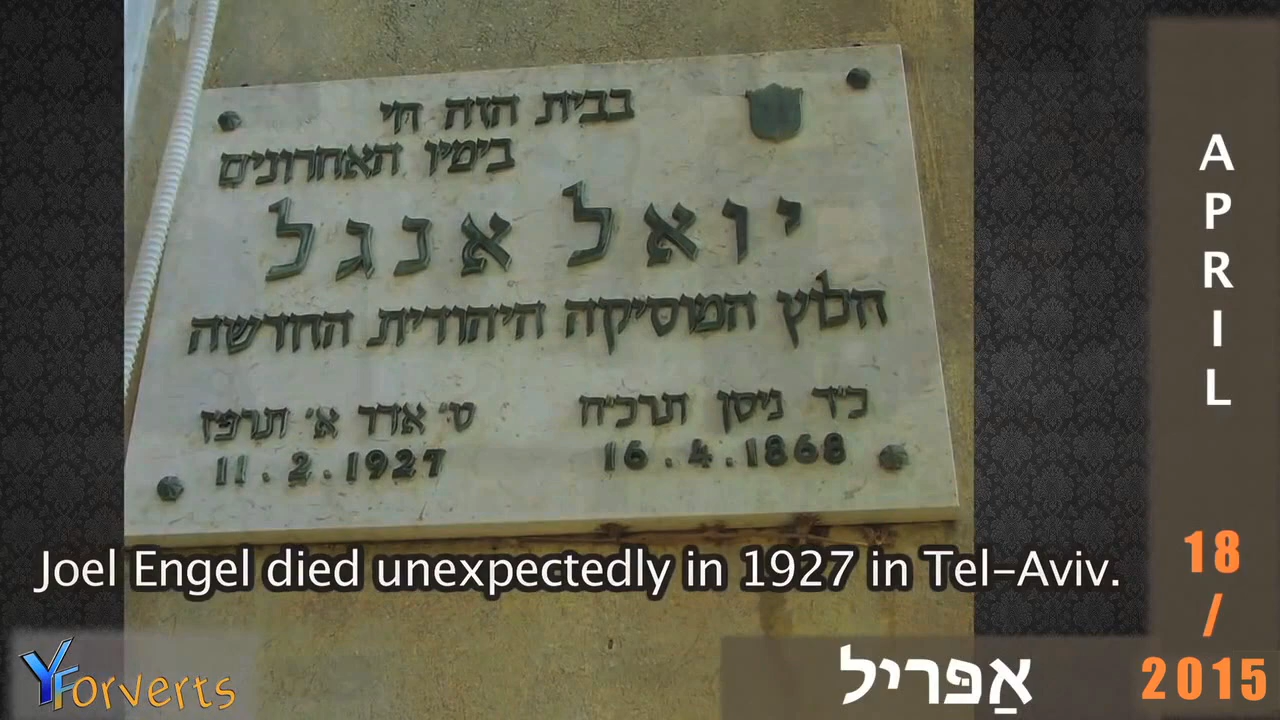 בבית הזה חי
בימיו האחרונים
יואל אנגל
חלוץ המוסיקה היהודית החדשה
כ״ד ניסן תרכ״ח
16.4.1868
ט׳ אדר א׳ תרפ״ז
11.2.1927
Joel Engel died unexpectedly in 1927 in Tel-Aviv.
APRIL
18
/
2015
אַפּריל
YForverts